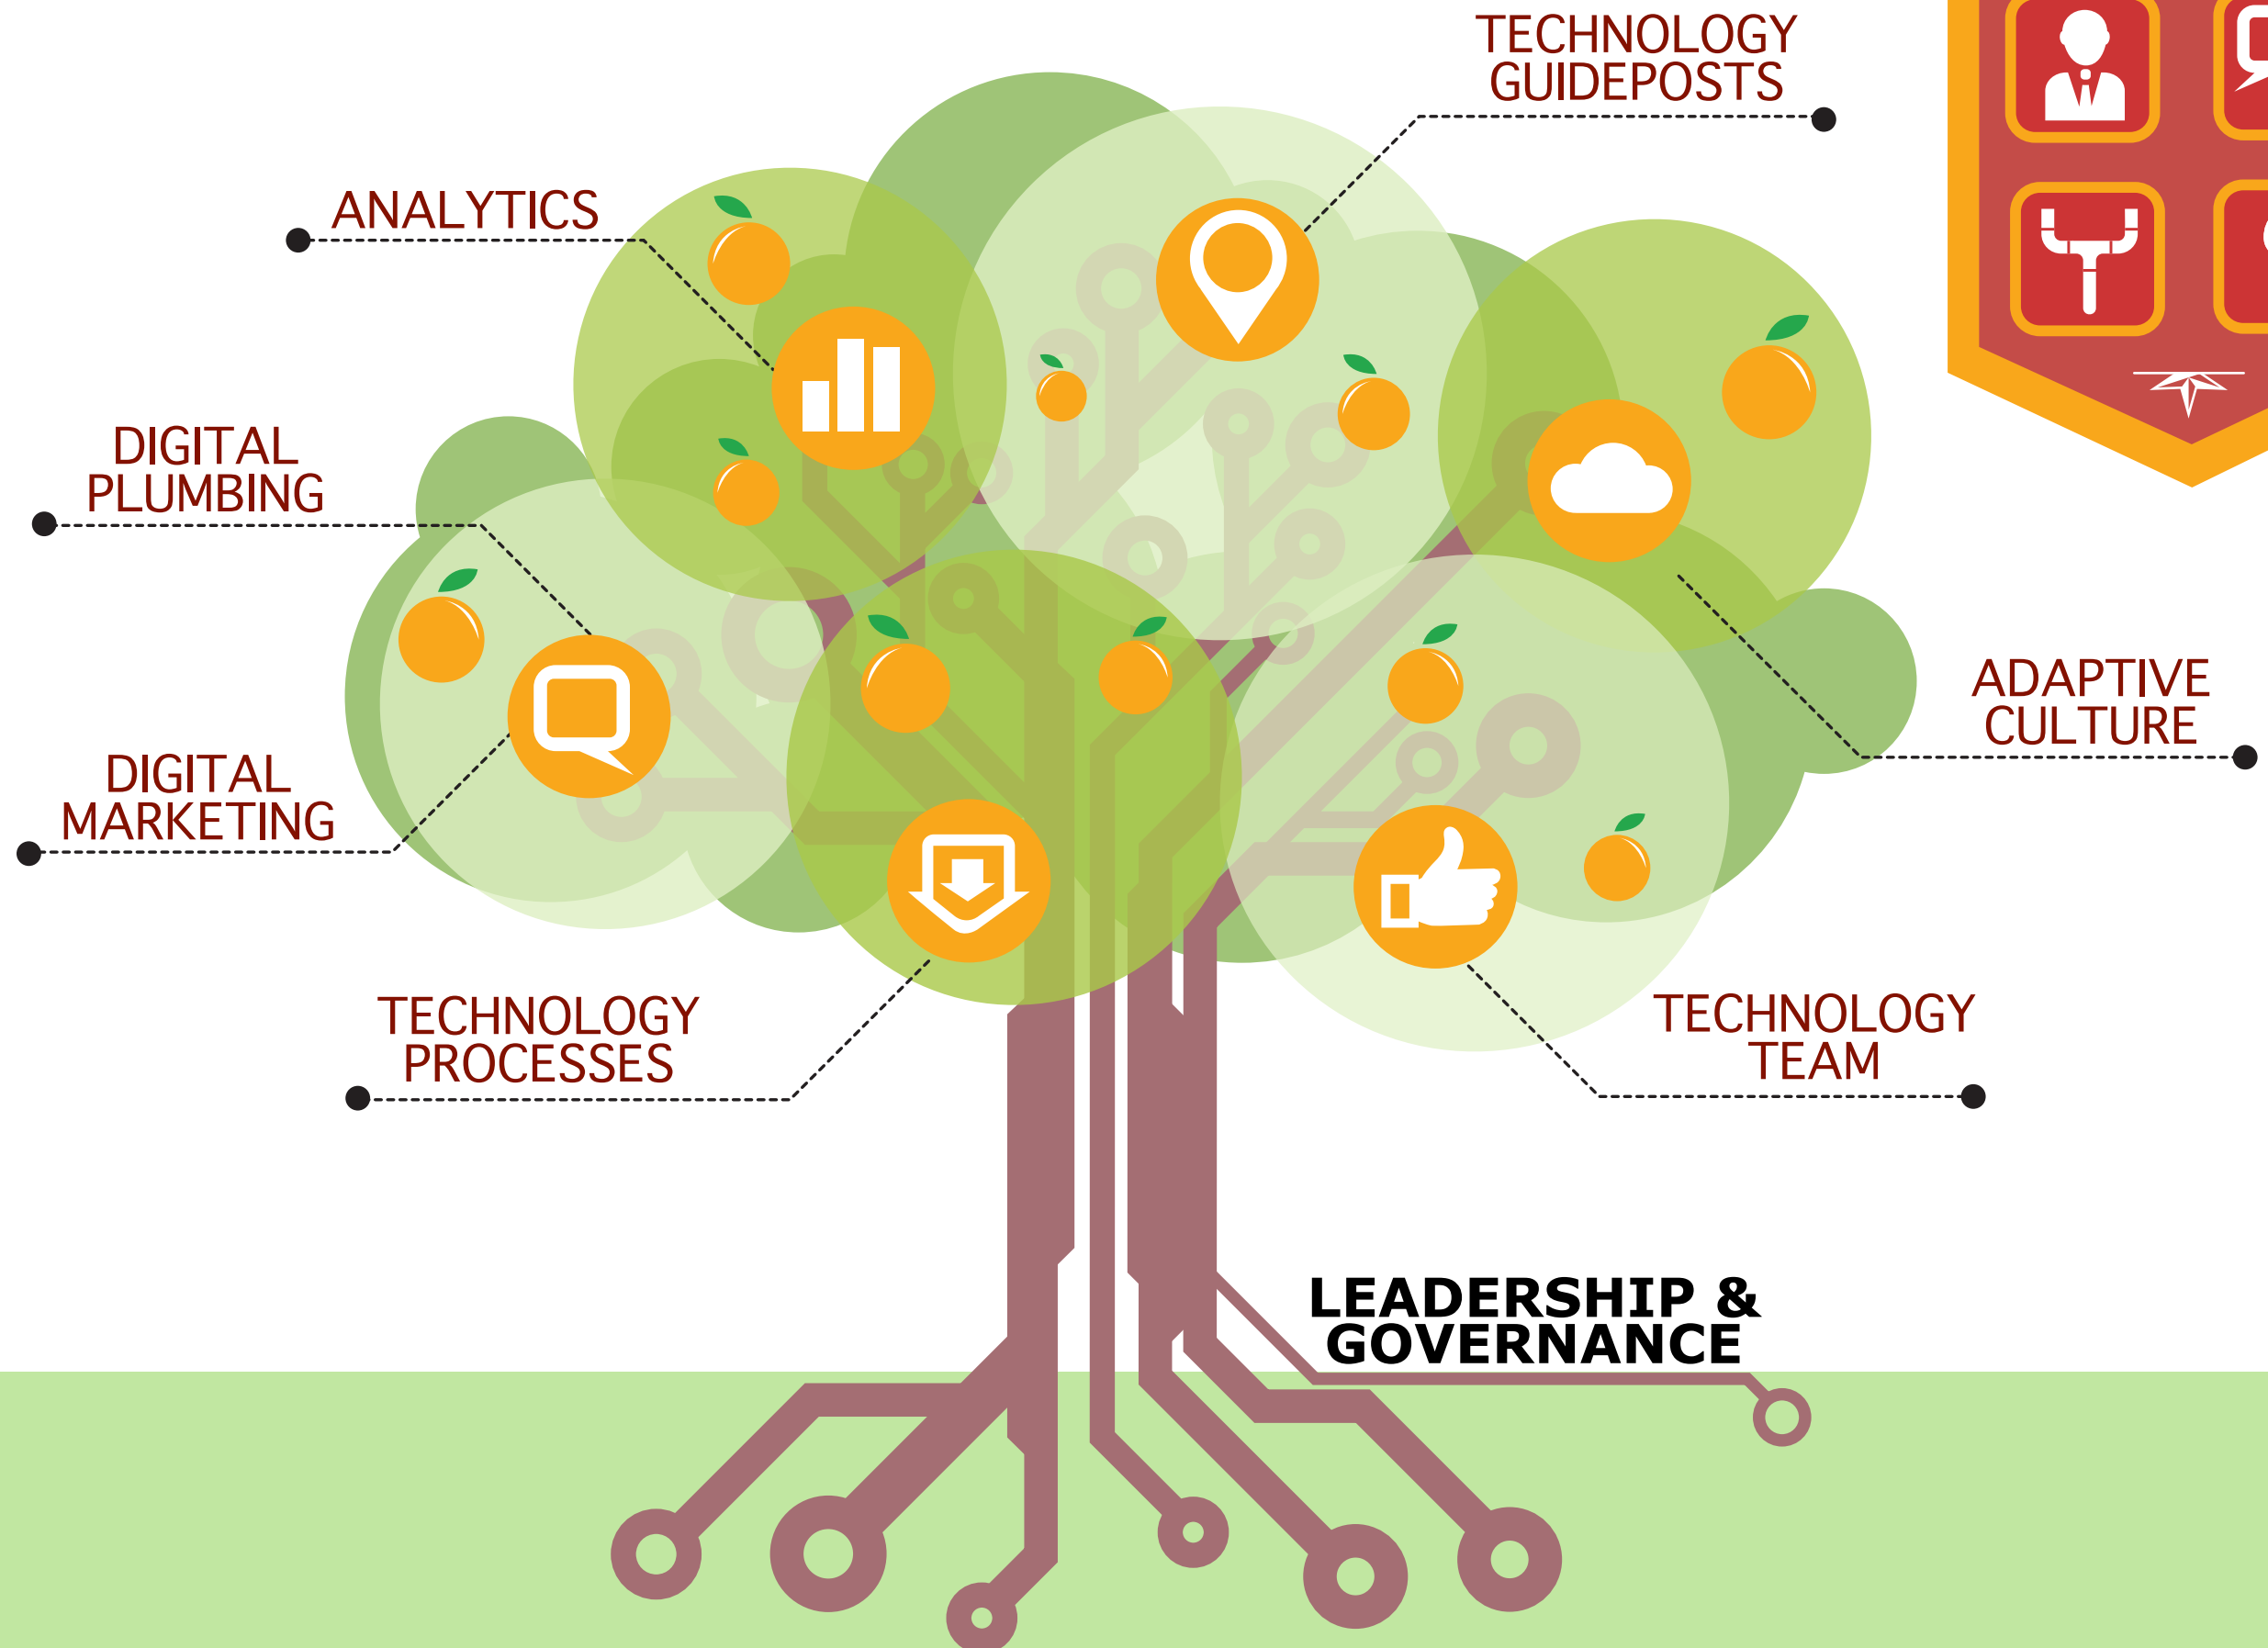 TECHNOLOGY
GUIDEPOSTS
ANALYTICS
DIGITAL
PLUMBING
ADAPTIVE
CULTURE
DIGITAL
MARKETING
TECHNOLOGY
PROCESSES
TECHNOLOGY
TEAM
LEADERSHIP &
GOVERNANCE